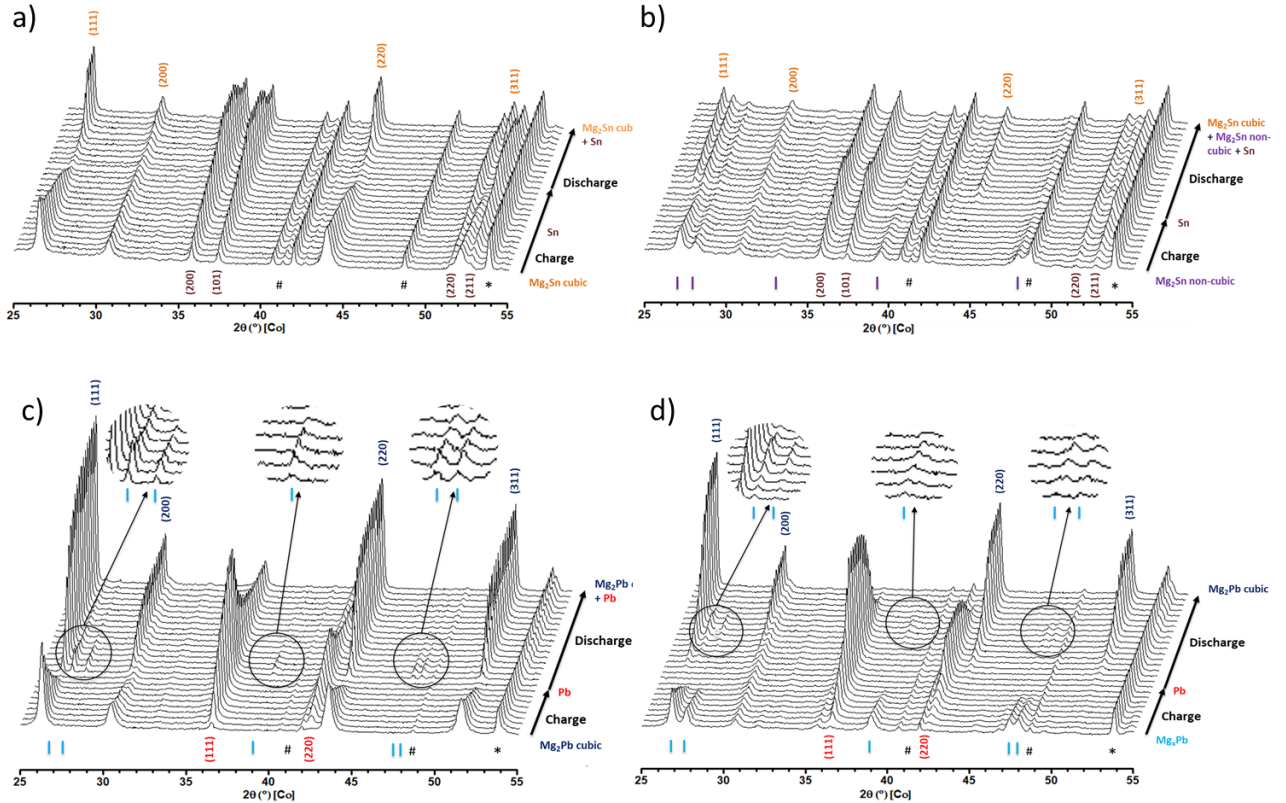 a)
(111)
(200)
(220)
(311)
Mg₂Sn cub
+ Sn
Discharge
Sn
Charge
Mg₂Sn cubic
(200)
(101)
#
#
(220)
(211)
*
25
30
35
40
45
50
55
2θ (°) [Co]
b)
(111)
(200)
(220)
(311)
Mg₂Sn cubic
+ Mg₂Sn non-
cubic + Sn
Discharge
Sn
Charge
Mg₂Sn non-cubic
(200)
(101)
#
#
(220)
(211)
*
25
30
35
40
45
50
55
2θ (°) [Co]
c)
(111)
(200)
(220)
(311)
Mg₂Pb c
+ Pb
Discharge
Pb
Charge
Mg₂Pb cubic
(111)
#
(220)
#
*
25
30
35
40
45
50
55
2θ (°) [Co]
d)
(111)
(200)
(220)
(311)
Mg₂Pb cubic
Discharge
Pb
Charge
MgₓPb
(111)
#
(220)
#
*
25
30
35
40
45
50
55
2θ (°) [Co]